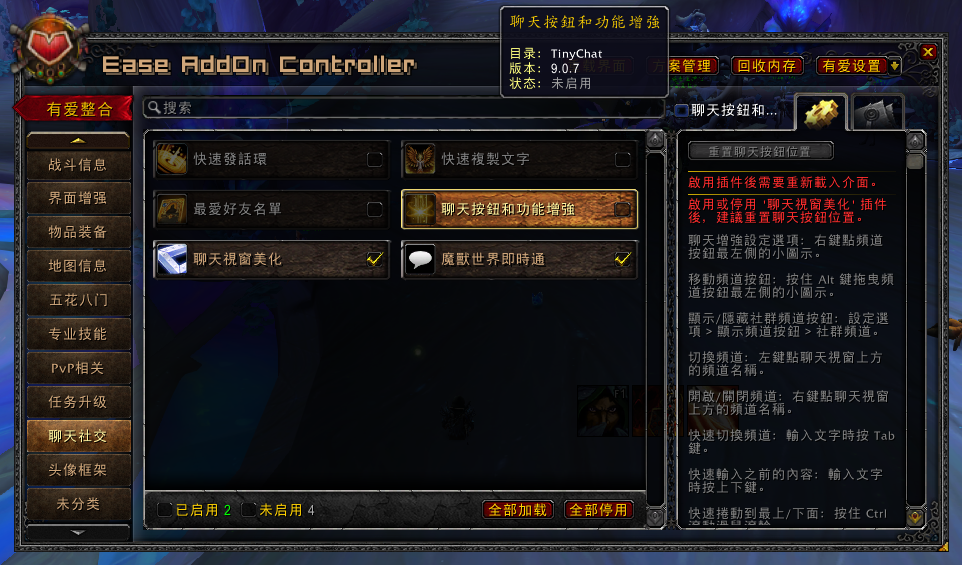 聊天按鈕和功能增強
目录: TinyChat
版本: 9.0.7
状态: 未启用
Ease AddOn Controller
方案管理
回收内存
有爱设置
有爱整合
搜索
聊天按鈕和...
战斗信息
界面增强
物品装备
地图信息
五花八门
专业技能
PvP相关
任务升级
聊天社交
头像框架
未分类
快速發話環
快速複製文字
最愛好友名單
聊天按鈕和功能增強
聊天視窗美化
魔獸世界即時通
F1
已启用 2
未启用 4
全部加载
全部停用
重置聊天按鈕位置
啟用插件後需要重新載入介面。
啟用或停用 '聊天視窗美化' 插件
後，建議重置聊天按鈕位置。
聊天增強設定選項: 右鍵點頻道
按鈕最左側的小圖示。
移動頻道按鈕: 按住 Alt 鍵拖曳頻
道按鈕最左側的小圖示。
顯示/隱藏社群頻道按鈕: 設定選
項 > 顯示頻道按鈕 > 社群頻道。
切換頻道: 左鍵點聊天視窗上方
的頻道名稱。
開啟/關閉頻道: 右鍵點聊天視窗
上方的頻道名稱。
快速切換頻道: 輸入文字時按 Tab
鍵。
快速輸入之前的內容: 輸入文字
時按上下鍵。
快速捲動到最上/下面: 按住 Ctrl